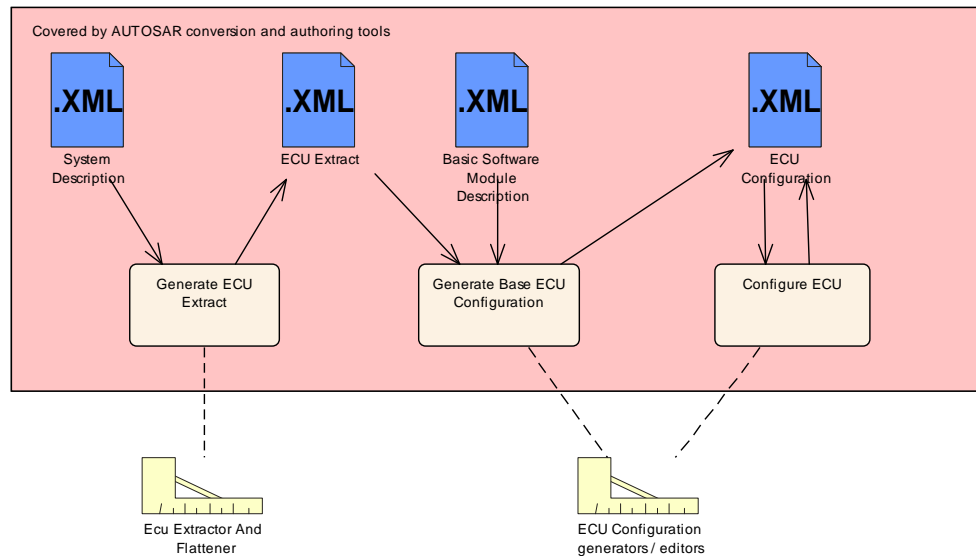 Covered by AUTOSAR conversion and authoring tools
.XML
.XML
.XML
.XML
System
Description
ECU Extract
Basic Software
Module
Description
ECU
Configuration
Generate ECU
Extract
Generate Base ECU
Configuration
Configure ECU
Ecu Extractor And
Flattener
ECU Configuration
generators / editors